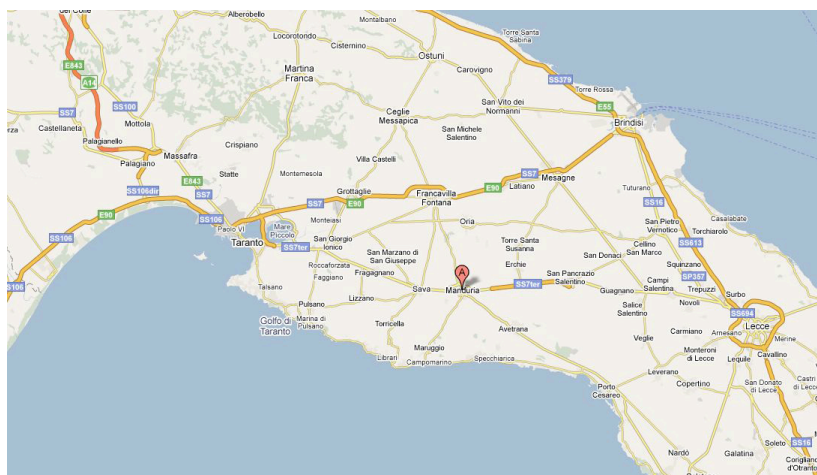 del Colle
Alberobello
Montalbano
Torre Santa
Sabina
Locorotondo
Cisternino
Ostuni
E843
A14
Martina
Franca
Carovigno
SS379
Torre Rossa
SS100
SS7
Mottola
Castellaneta
Ceglie
Messapica
San Vito dei
Normanni
E55
Brindisi
Palagianello
Crispiano
San Michele
Salentino
Massafra
Palagiano
Statte
Montemesola
Villa Castelli
E843
SS7
SS106dir
Grottaglie
Francavilla
Fontana
E90
SS7
Latiano
Mesagne
Tuturano
SS16
E90
SS106
SS7
E90
Casalabate
SS106
Paolo VI
Mare
Piccolo
Monteiasi
Oria
San Pietro
Vernotico
Torchiarolo
Taranto
SS7ter
San Giorgio
Ionico
Torre Santa
Susanna
Cellino
San Marco
SS613
San Marzano di
San Giuseppe
San Donaci
Squinzano
Roccaforzata
Erchie
SP357
Faggiano
Fragagnano
A
San Pancrazio
Salentino
Campi
Salentina
Trepuzzi
SS106
Talsano
Sava
Manduria
SS7ter
Guagnano
Surbo
Pulsano
Lizzano
Salice
Salentino
Novoli
SS694
Golfo di
Taranto
Marina di
Pulsano
Torricella
Avetrana
Carmiano
Arnesano
Lecce
Merine
Veglie
Maruggio
Monteroni
di Lecce
Librari
Campomarino
Specchiarica
Lequile
Cavallino
Leverano
Porto
Cesareo
Copertino
San Donato
di Lecce
Castri
di Lecce
Nardò
Galatina
Soleto
SS16
Corigliano
d'Otranto